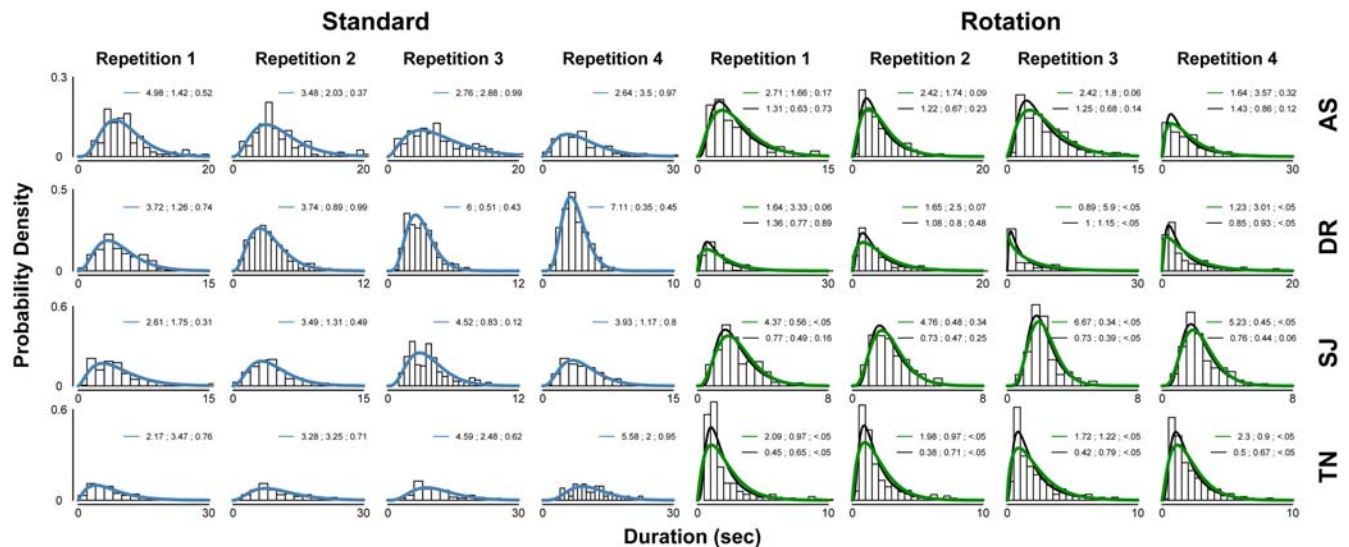 Standard Rotation
Repetition 1 Repetition 2 Repetition 3 Repetition 4 Repetition 1 Repetition 2 Repetition 3 Repetition 4
0.3
4.98 ; 1.42 ; 0.52 3.48 ; 2.03 ; 0.37 2.76 ; 2.88 ; 0.99 2.64 ; 3.5 ; 0.97 2.71 ; 1.66 ; 0.17 2.42 ; 1.74 ; 0.09 2.42 ; 1.8 ; 0.06 1.64 ; 3.57 ; 0.32
1.31 ; 0.63 ; 0.73 1.22 ; 0.67 ; 0.23 1.25 ; 0.68 ; 0.14 1.43 ; 0.86 ; 0.12
AS
0
0 20 0 20 0 12 0 30 0 15 0 20 0 15 0 30
0.5
3.72 ; 1.26 ; 0.74 3.74 ; 0.89 ; 0.99 6 ; 0.51 ; 0.43 7.11 ; 0.35 ; 0.45 1.64 ; 3.33 ; 0.06 1.65 ; 2.5 ; 0.07 0.89 ; 5.9 ; <.05 1.23 ; 3.01 ; <.05
1.36 ; 0.77 ; 0.89 1.08 ; 0.8 ; 0.48 1 ; 1.15 ; <.05 0.85 ; 0.93 ; <.05
DR
0
0 15 0 10 0 12 0 10 0 30 0 20 0 30 0 20
Probability Density
0.6
2.61 ; 1.75 ; 0.31 3.49 ; 1.31 ; 0.49 4.52 ; 0.83 ; 0.12 3.93 ; 1.17 ; 0.8 4.37 ; 0.56 ; <.05 4.76 ; 0.48 ; 0.34 6.67 ; 0.34 ; <.05 5.23 ; 0.45 ; <.05
0.77 ; 0.49 ; 0.16 0.73 ; 0.47 ; 0.25 0.73 ; 0.39 ; <.05 0.76 ; 0.44 ; 0.06
SJ
0
0 15 0 15 0 12 0 15 0 8 0 8 0 8 0 8
0.6
2.17 ; 3.47 ; 0.76 3.28 ; 3.25 ; 0.71 4.59 ; 2.48 ; 0.62 5.58 ; 2 ; 0.95 2.09 ; 0.97 ; <.05 1.98 ; 0.97 ; <.05 1.72 ; 1.22 ; <.05 2.3 ; 0.9 ; <.05
0.45 ; 0.65 ; <.05 0.38 ; 0.71 ; <.05 0.42 ; 0.79 ; <.05 0.5 ; 0.67 ; <.05
TN
0
0 30 0 30 0 30 0 30 0 10 0 10 0 10 0 10
Duration (sec)